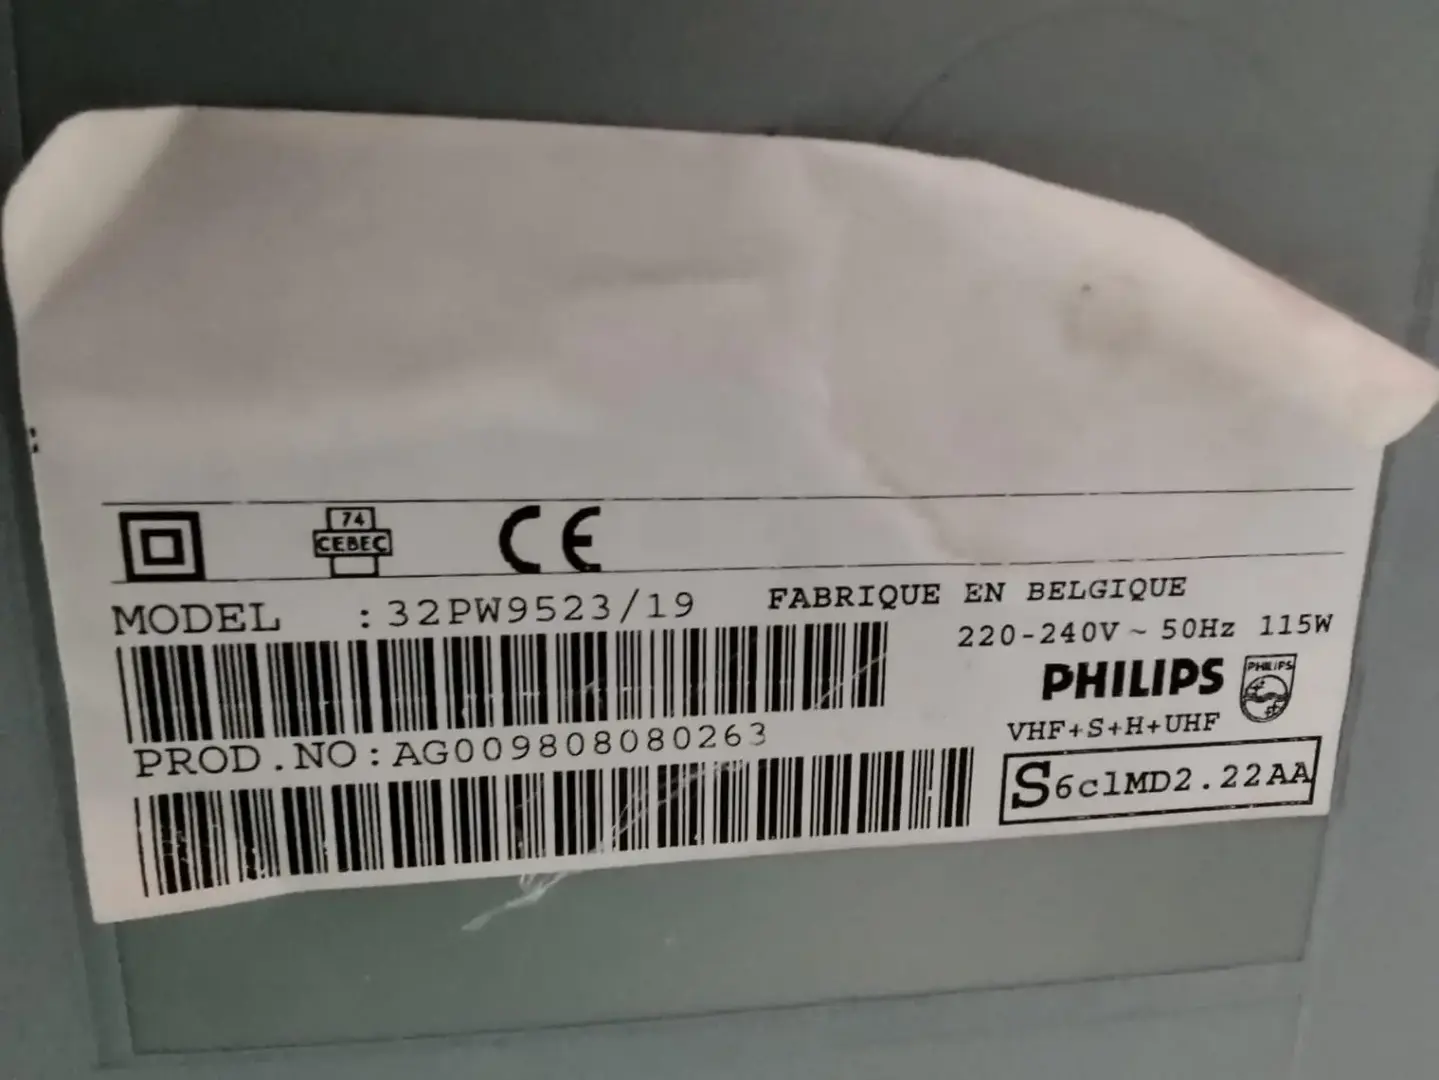 :
74
CEBEC
CE
MODEL : 32PW9523/19
FABRIQUE EN BELGIQUE
220-240V ~ 50Hz 115W
PHILIPS
PHILIPS
VHF+S+H+UHF
PROD.NO : AG009808080263
S6c1MD2.22AA